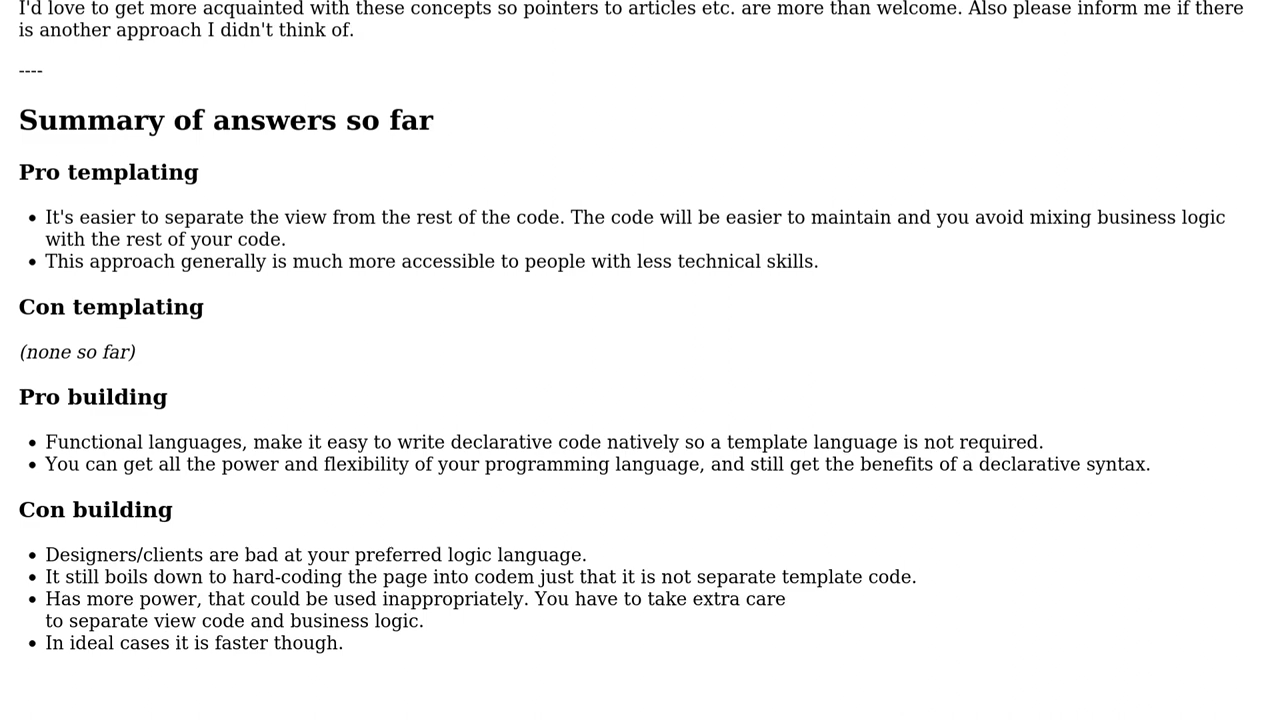 I'd love to get more acquainted with these concepts so pointers to articles etc. are more than welcome. Also please inform me if there
is another approach I didn't think of.
----
Summary of answers so far
Pro templating
• It's easier to separate the view from the rest of the code. The code will be easier to maintain and you avoid mixing business logic
with the rest of your code.
• This approach generally is much more accessible to people with less technical skills.
Con templating
(none so far)
Pro building
• Functional languages, make it easy to write declarative code natively so a template language is not required.
• You can get all the power and flexibility of your programming language, and still get the benefits of a declarative syntax.
Con building
• Designers/clients are bad at your preferred logic language.
• It still boils down to hard-coding the page into codem just that it is not separate template code.
• Has more power, that could be used inappropriately. You have to take extra care
to separate view code and business logic.
• In ideal cases it is faster though.